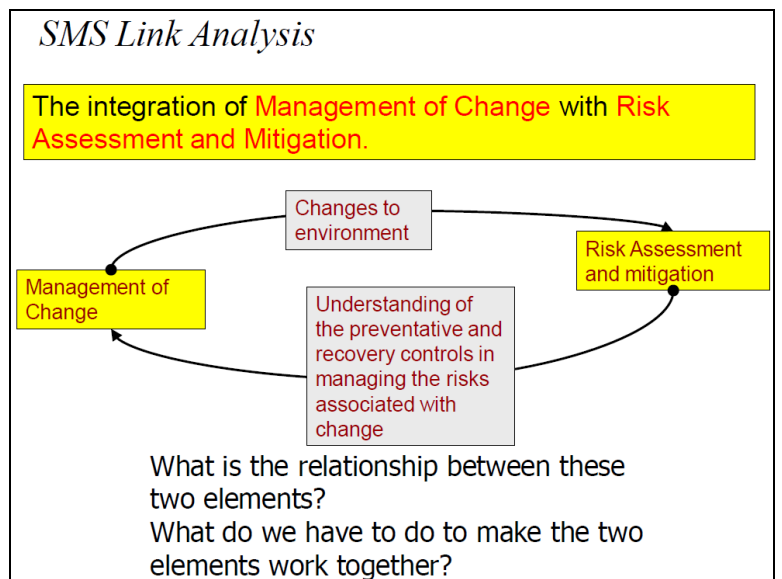 SMS Link Analysis
The integration of Management of Change with Risk
Assessment and Mitigation.
Changes to
environment
Risk Assessment
and mitigation
Management of
Change
Understanding of
the preventative and
recovery controls in
managing the risks
associated with
change
What is the relationship between these
two elements?
What do we have to do to make the two
elements work together?